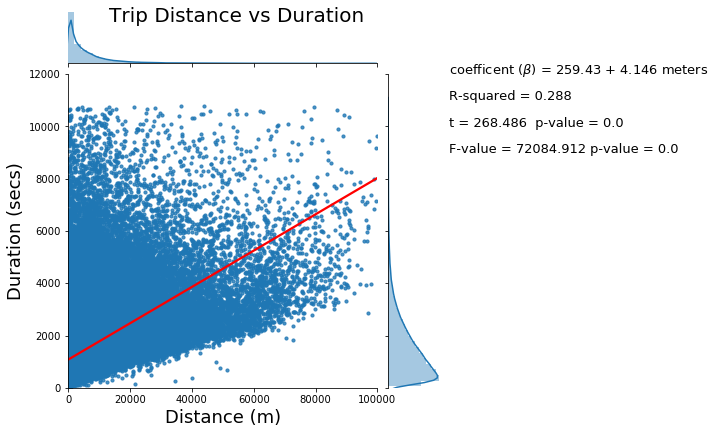 Trip Distance vs Duration
coefficent (β) = 259.43 + 4.146 meters
R-squared = 0.288
t = 268.486  p-value = 0.0
F-value = 72084.912 p-value = 0.0
12000
10000
8000
6000
4000
2000
0
Duration (secs)
0 20000 40000 60000 80000 100000
Distance (m)